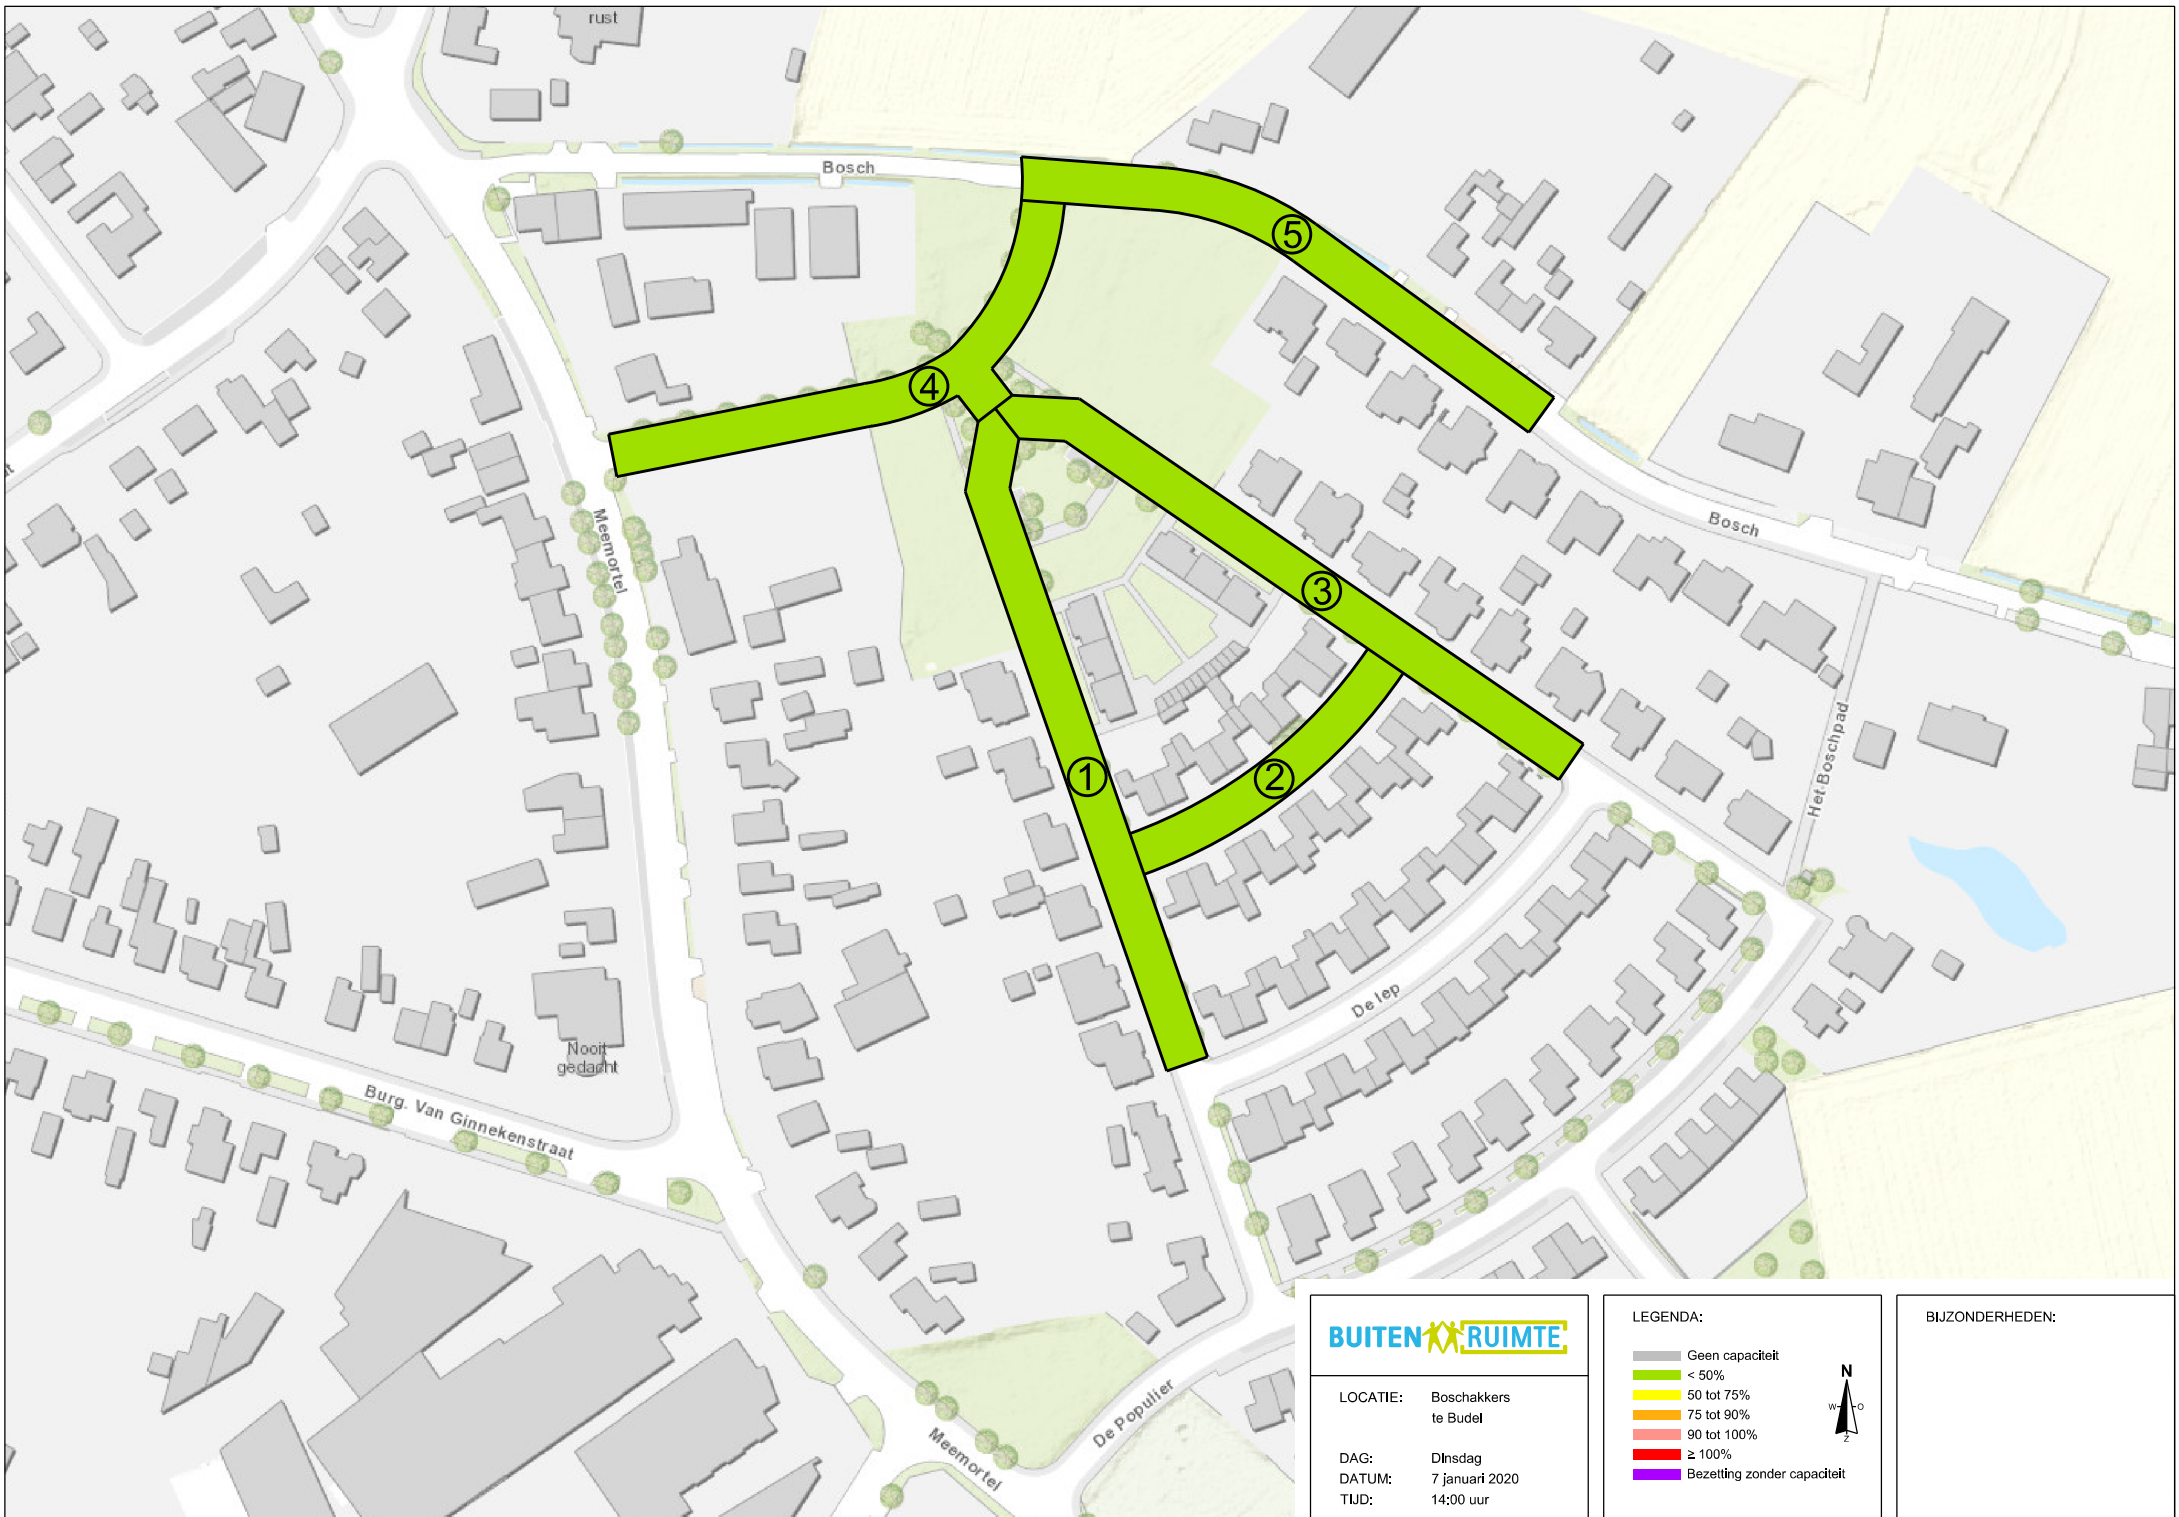 rust
Bosch
5
4
Meemortel
Bosch
3
1
2
Het Boschpad
De Iep
Nooit
gedacht
Burg. Van Ginnekenstraat
De Populier
Meemortel
BUITEN RUIMTE
LOCATIE: Boschakkers
te Budel
DAG: Dinsdag
DATUM: 7 januari 2020
TIJD: 14:00 uur
LEGENDA:
Geen capaciteit
< 50%
50 tot 75%
75 tot 90%
90 tot 100%
≥ 100%
Bezetting zonder capaciteit
N
W O
Z
BIJZONDERHEDEN: